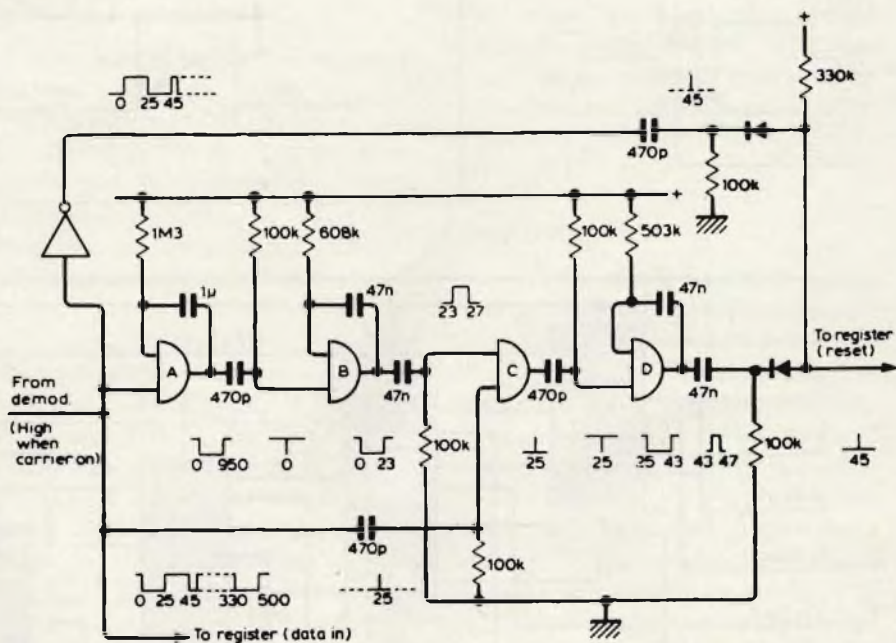 +
330k
0 25 45
45
470p
100k
+
1M3
100k
608k
100k
503k
1μ
47n
23 27
47n
A
B
C
D
To register
(reset)
From
demod.
(High
when
carrier on)
470p
47n
470p
47n
0 950
0
0 23
100k
25
25
25 43
43 47
100k
45
470p
100k
0 25 45 330 500
25
To register (data in)